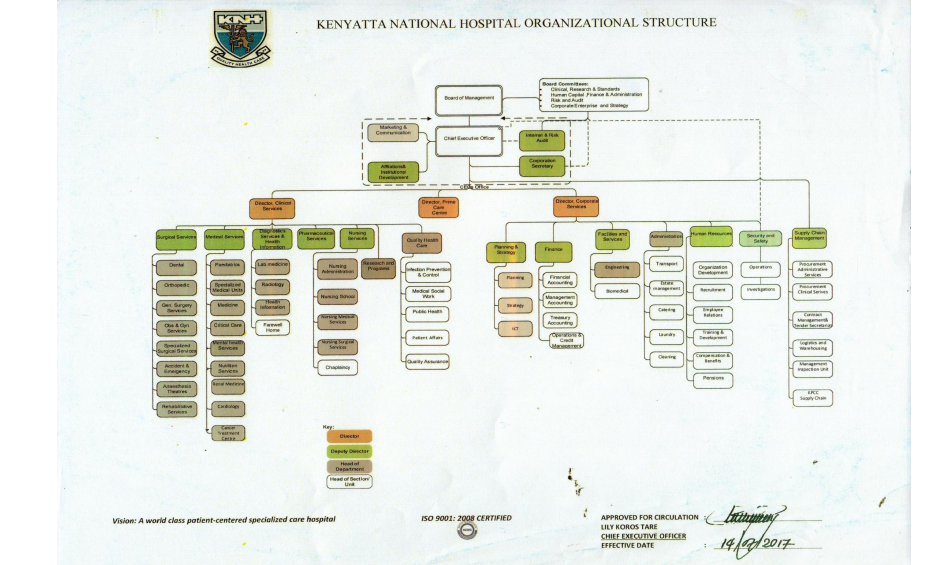 KENYATTA NATIONAL HOSPITAL ORGANIZATIONAL STRUCTURE
KNH
QUALITY HEALTH CARE
Board of Management
Board Committees:
Clinical, Research & Standards
Human Capital ,Finance & Administration
Risk and Audit
Corporate/Enterprise and Strategy
Marketing &
Communication
Chief Executive Officer
Internal & Risk
Audit
Affiliation&
Institutional
Development
Corporation
Secretary
CEOs Office
Director, Clinical
Services
Director, Prime
Care
Center
Director, Corporate
Services
Surgical Services
Dental
Orthopedic
Gen. Surgery
Services
Obs & Gyn
Services
Specialized
Surgical Services
Accident &
Emergency
Anaesthesia
Theatres
Rehabilitative
Services
Medical Services
Paediatrics
Specialized
Medical Units
Medicine
Critical Care
Mental health
Services
Nutrition
Services
Renal Medicine
Cardiology
Cancer
Treatment
Centre
Diagnostics
Services &
Health
Information
Lab medicine
Radiology
Health
Information
Farewell
Home
Pharmaceutical
Services
Nursing
Services
Nursing
Administration
Nursing School
Nursing Medical
Services
Nursing Surgical
Services
Chaplaincy
Research and
Programs
Quality Health
Care
Infection Prevention
& Control
Medical Social
Work
Public Health
Patient Affairs
Quality Assurance
Planning &
Strategy
Planning
Strategy
ICT
Finance
Financial
Accounting
Management
Accounting
Treasury
Accounting
Operations &
Credit
Management
Facilities and
Services
Engineering
Biomedical
Administration
Transport
Estate
management
Catering
Laundry
Cleaning
Human Resources
Organization
Development
Recruitment
Employee
Relations
Training &
Development
Compensation &
Benefits
Pensions
Security and
Safety
Operations
Investigations
Supply Chain
Management
Procurement
Administrative
Services
Procurement
Clinical Services
Contract
Management&
Tender Secretariat
Logistics and
Warehousing
Management
Inspection Unit
Supply Chain
Key:
Director
Deputy Director
Head of
Department
Head of Section/
Unit
Vision: A world class patient-centered specialized care hospital
ISO 9001: 2008 CERTIFIED
APPROVED FOR CIRCULATION :
LILY KOROS TARE
CHIEF EXECUTIVE OFFICER
EFFECTIVE DATE :